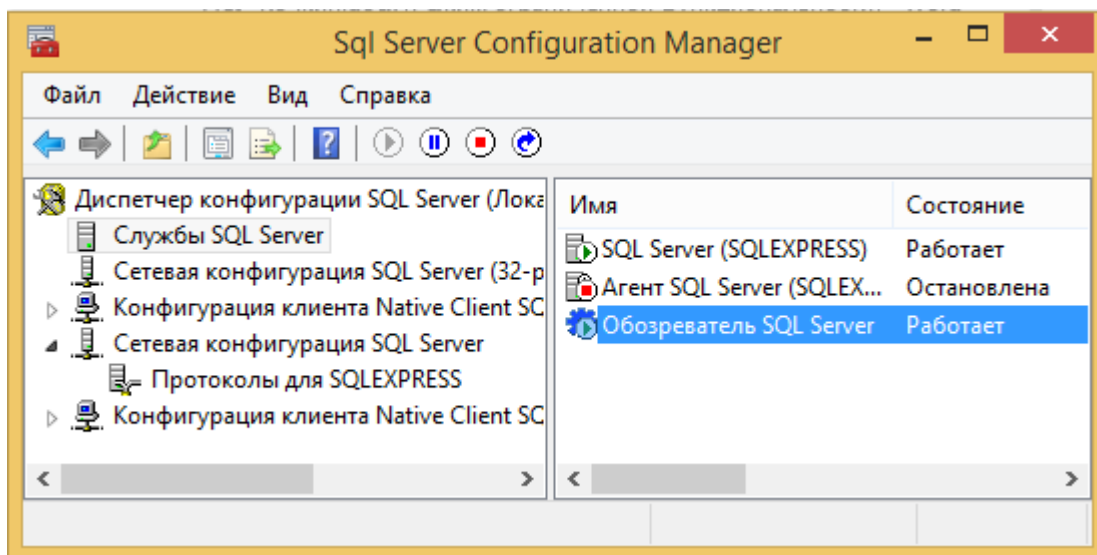 Sql Server Configuration Manager
Файл Действие Вид Справка
Диспетчер конфигурации SQL Server (Лока
Службы SQL Server
Сетевая конфигурация SQL Server (32-р
Конфигурация клиента Native Client SC
Сетевая конфигурация SQL Server
Протоколы для SQLEXPRESS
Конфигурация клиента Native Client SC
Имя Состояние
SQL Server (SQLEXPRESS) Работает
Агент SQL Server (SQLEX... Остановлена
Обозреватель SQL Server Работает